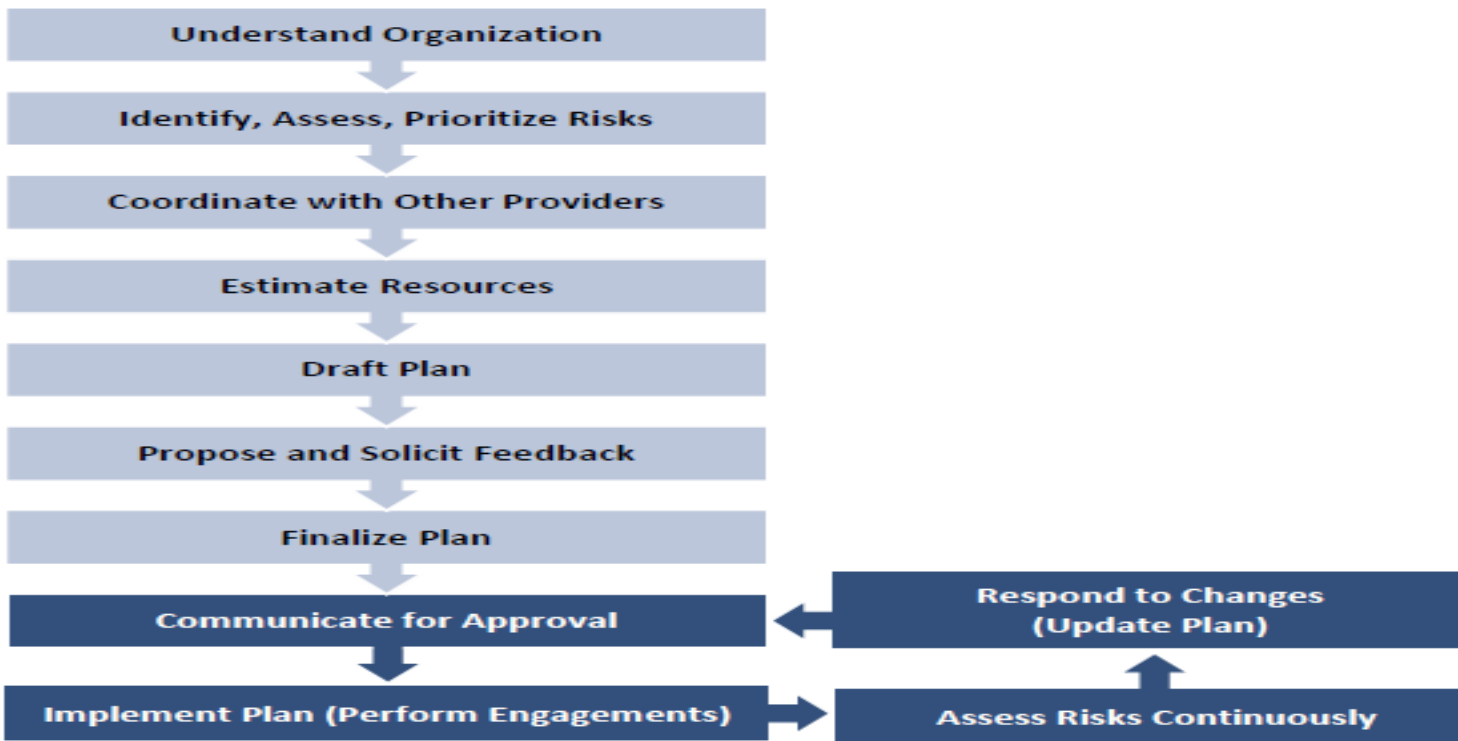 Understand Organization
Identify, Assess, Prioritize Risks
Coordinate with Other Providers
Estimate Resources
Draft Plan
Propose and Solicit Feedback
Finalize Plan
Communicate for Approval
Respond to Changes
(Update Plan)
Implement Plan (Perform Engagements)
Assess Risks Continuously